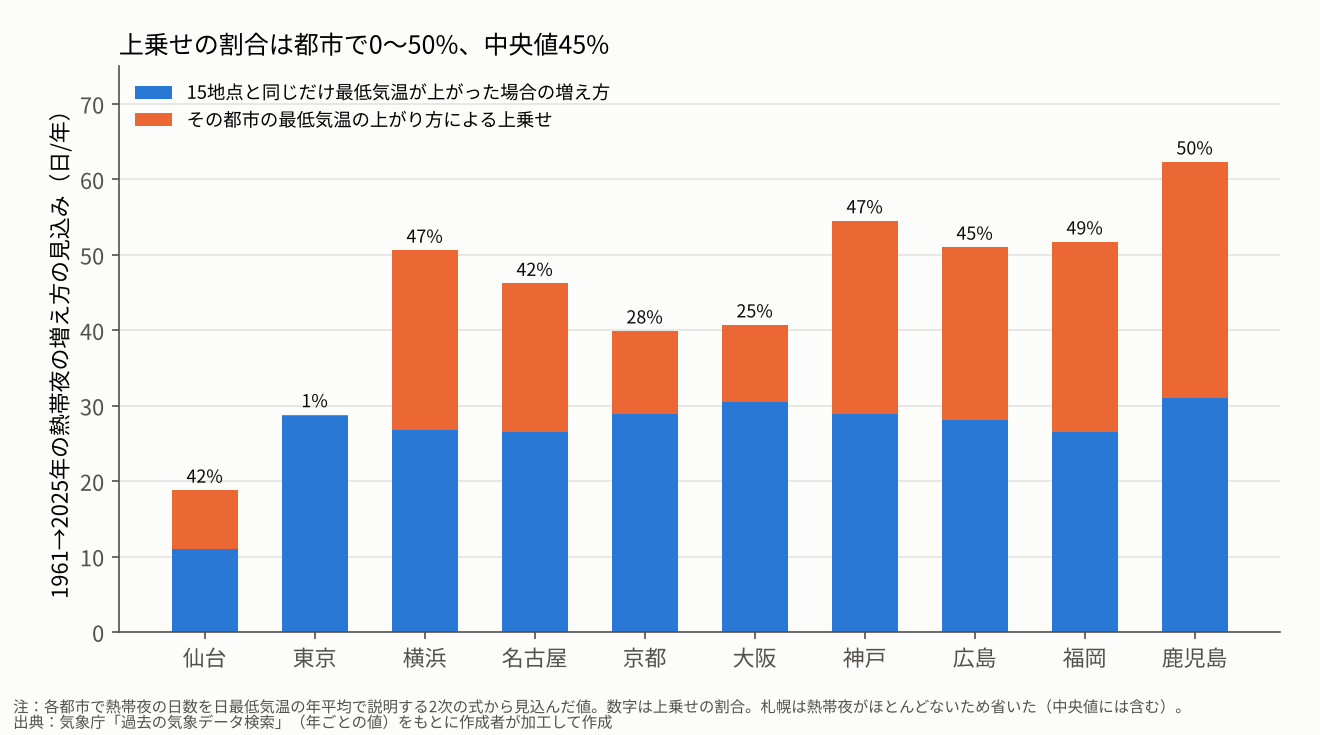 上乗せの割合は都市で0〜50%、中央値45%
15地点と同じだけ最低気温が上がった場合の増え方
その都市の最低気温の上がり方による上乗せ
1961→2025年の熱帯夜の増え方の見込み（日/年）
70
60
50
40
30
20
10
0
42%
1%
47%
42%
28%
25%
47%
45%
49%
50%
仙台
東京
横浜
名古屋
京都
大阪
神戸
広島
福岡
鹿児島
注：各都市で熱帯夜の日数を日最低気温の年平均で説明する2次の式から見込んだ値。数字は上乗せの割合。札幌は熱帯夜がほとんどないため省いた（中央値には含む）。
出典：気象庁「過去の気象データ検索」（年ごとの値）をもとに作成者が加工して作成